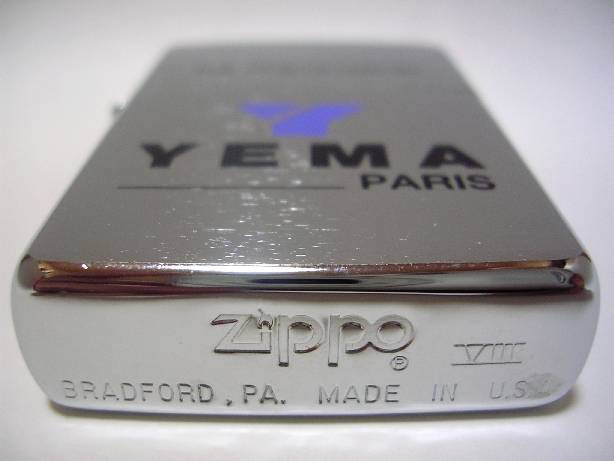 Y
YEMA
PARIS
Zippo ®
VIII
BRADFORD, PA. MADE IN U.S.A.